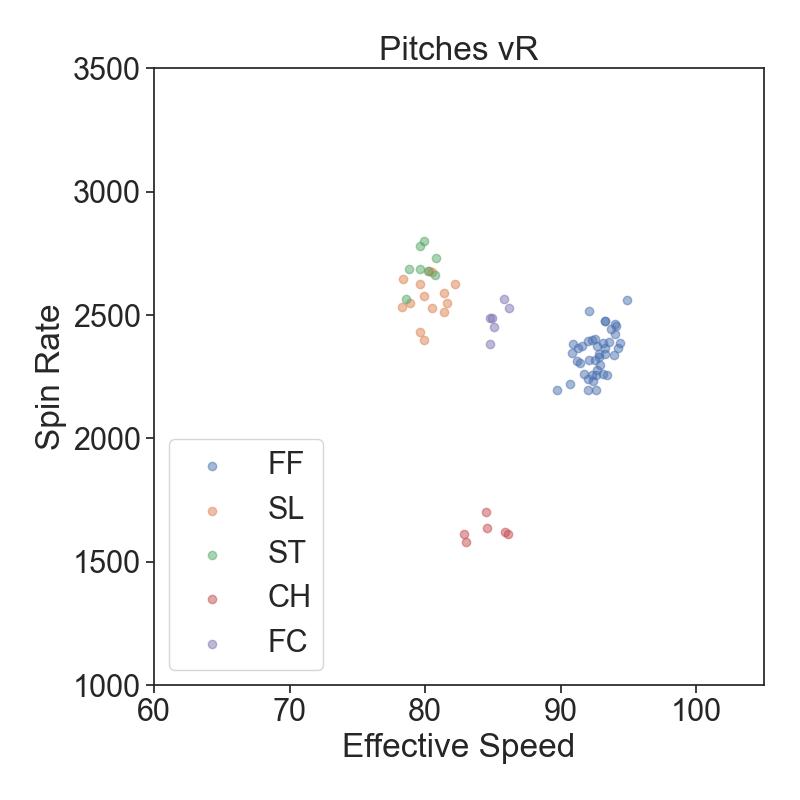 Pitches vR
3500
3000
2500
2000
1500
1000
Spin Rate
FF
SL
ST
CH
FC
60 70 80 90 100
Effective Speed